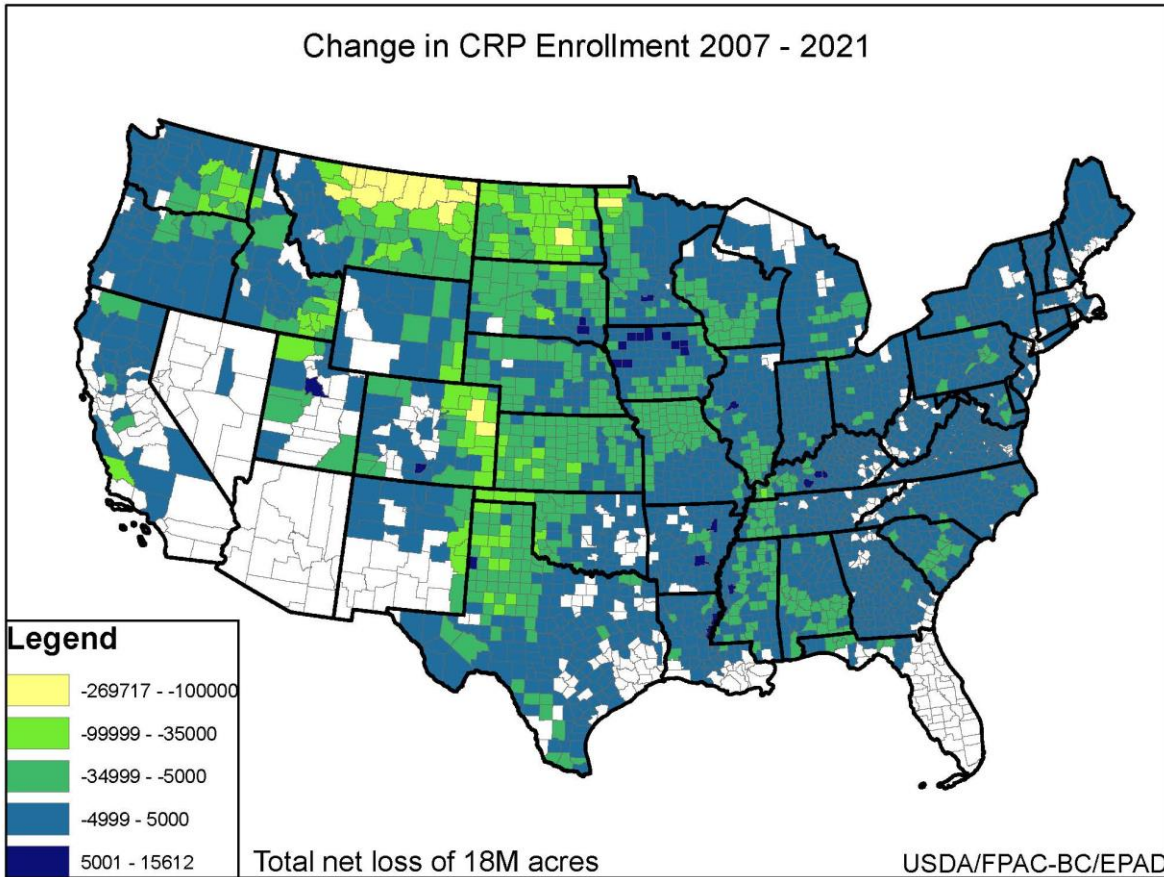 Change in CRP Enrollment 2007 - 2021
Legend
-269717 - -100000
-99999 - -35000
-34999 - -5000
-4999 - 5000
5001 - 15612
Total net loss of 18M acres
USDA/FPAC-BC/EPAD